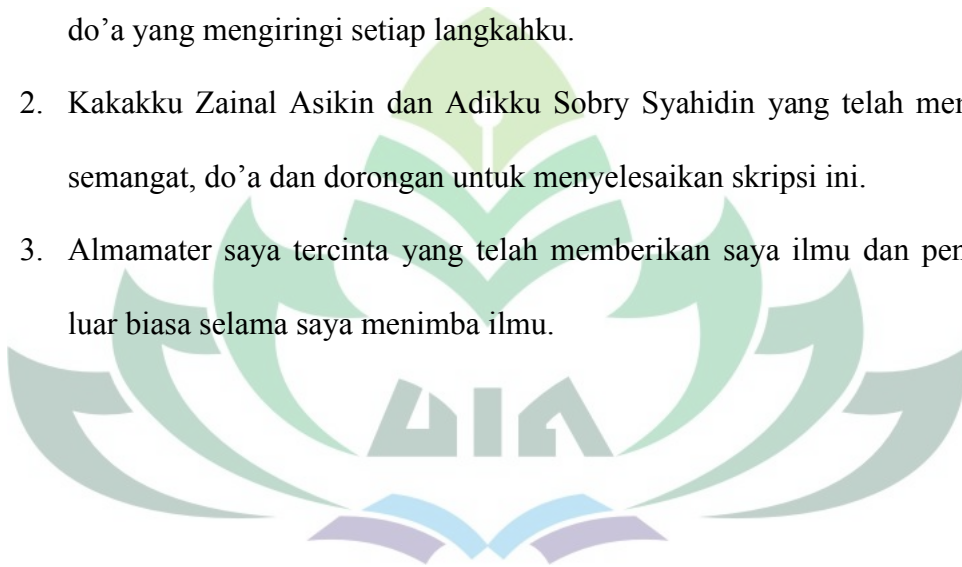 do’a yang mengiringi setiap langkahku.
2. Kakakku Zainal Asikin dan Adikku Sobry Syahidin yang telah
semangat, do’a dan dorongan untuk menyelesaikan skripsi ini.
3. Almamater saya tercinta yang telah memberikan saya ilmu dan
luar biasa selama saya menimba ilmu.
UIN